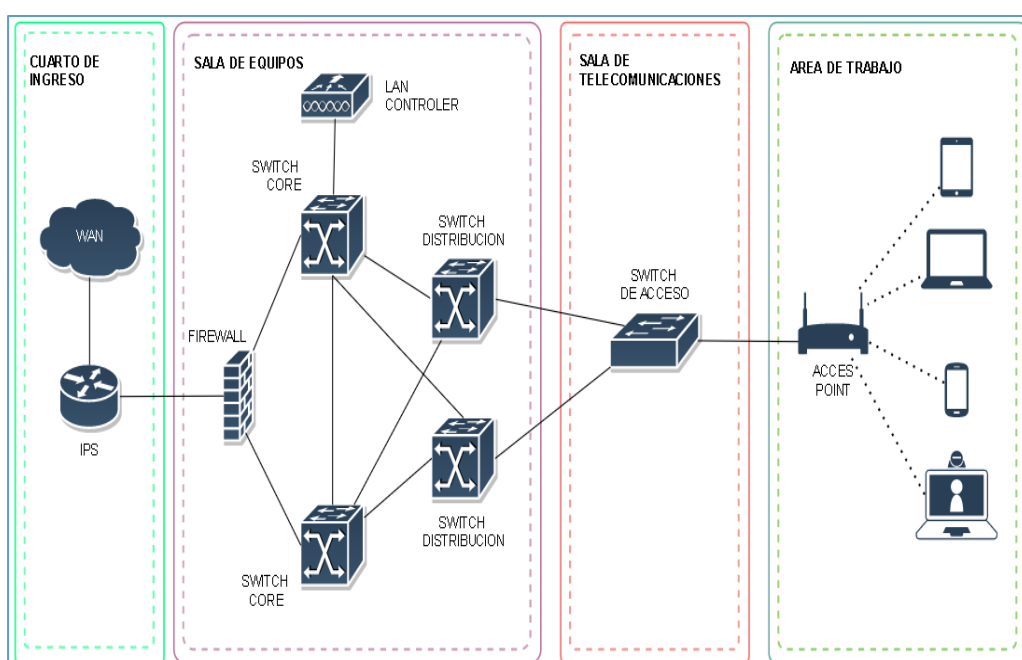 CUARTO DE
INGRESO
WAN
IPS
SALA DE EQUIPOS
LAN
CONTROLER
SWITCH
CORE
SWITCH
DISTRIBUCION
FIREWALL
SWITCH
DISTRIBUCION
SWITCH
CORE
SALA DE
TELECOMUNICACIONES
SWITCH
DE ACCESO
AREA DE TRABAJO
ACCES
POINT